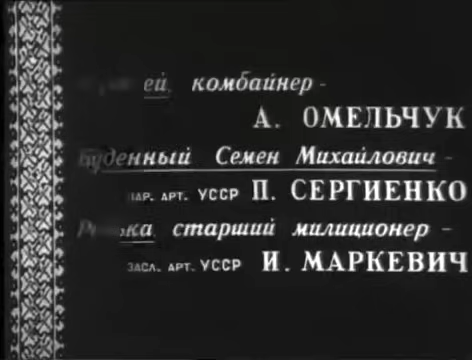 комбайнер -
А. ОМЕЛЬЧУК
Буденный Семен Михайлович -
НАР. АРТ. УССР П. СЕРГИЕНКО
старший милиционер -
ЗАСЛ. АРТ. УССР И. МАРКЕВИЧ